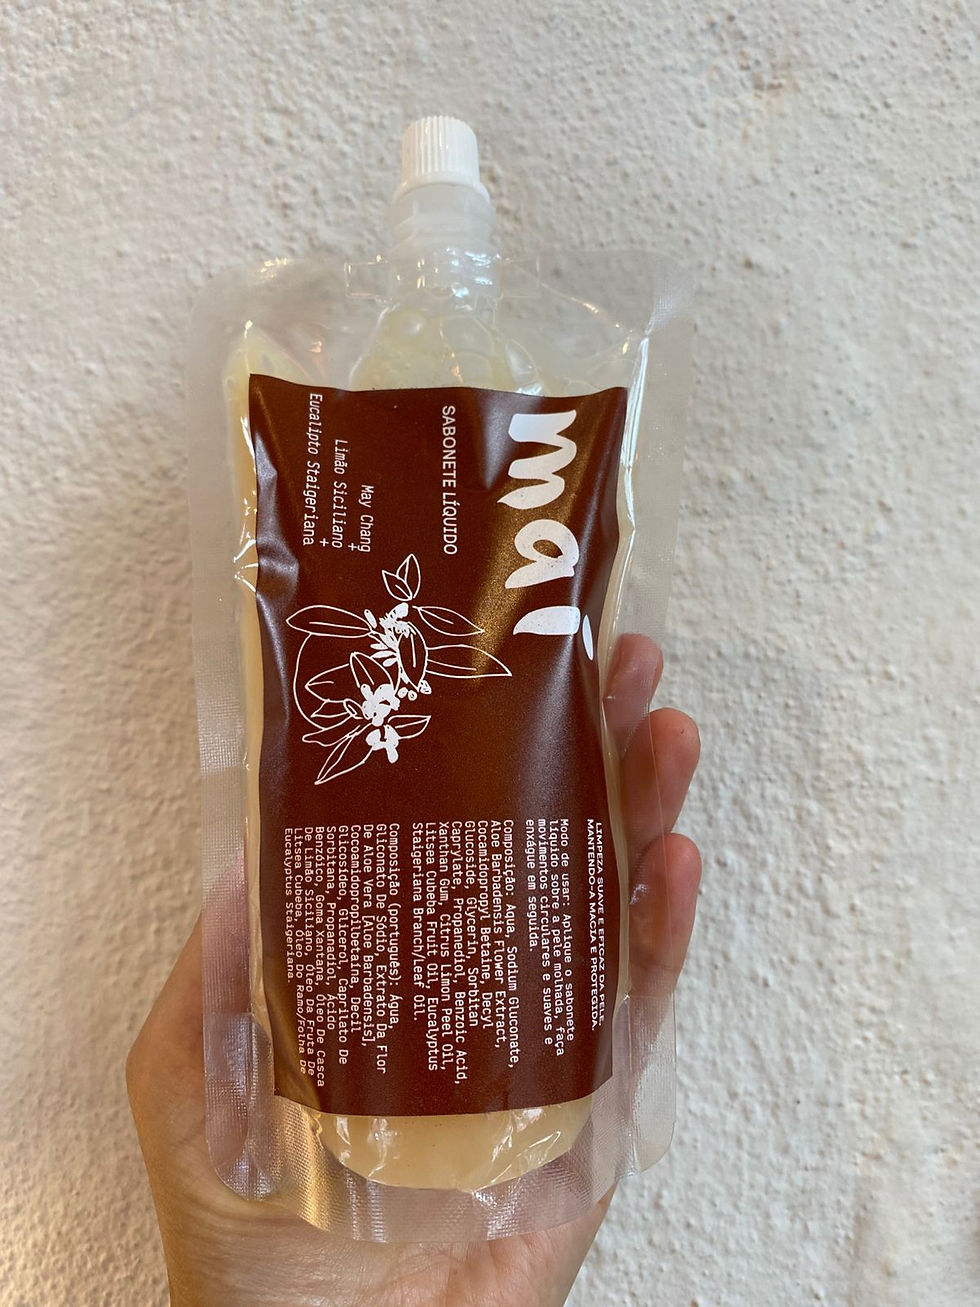 mai
SABONETE LÍQUIDO
May Chang
+
Limão Siciliano
+
Eucalipto Staigeriana
LIMPEZA SUAVE E EFICAZ DA PELE,
MANTENDO-A MACIA E PROTEGIDA.
Modo de usar: Aplique o sabonete
líquido sobre a pele molhada, faça
movimentos circulares e suaves e
enxágue em seguida.
Composição: Aqua, Sodium Gluconate,
Aloe Barbadensis Flower Extract,
Cocamidopropyl Betaine, Decyl
Glucoside, Glycerin, Sorbitan
Caprylate, Propanediol, Benzoic Acid,
Xanthan Gum, Citrus Limon Peel Oil,
Litsea Cubeba Fruit Oil, Eucalyptus
Staigeriana Branch/Leaf Oil.
Composição (português): Água,
Gliconato De Sódio, Extrato Da Flor
De Aloe Vera [Aloe Barbadensis],
Cocoamidopropilbetaína, Decil
Glicosídeo, Glicerol, Caprilato De
Sorbitana, Propanodiol, Ácido
Benzóico, Goma Xantana, Óleo De Casca
De Limão Siciliano, Óleo Da Fruta De
Litsea Cubeba, Óleo Do Ramo/Folha De
Eucalyptus Staigeriana.